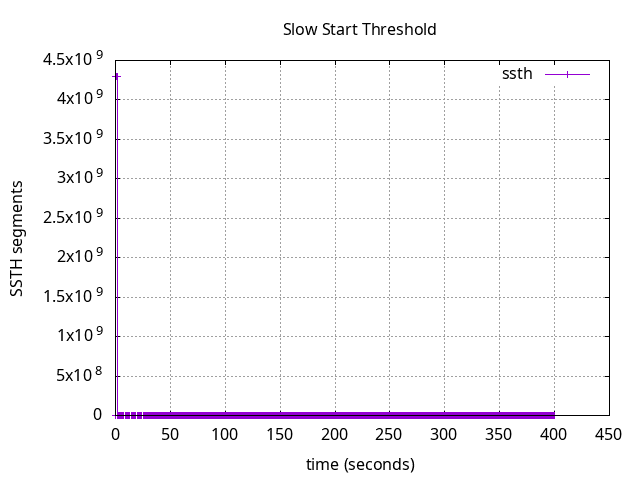 Slow Start Threshold
ssth
4.5x10^9
4x10^9
3.5x10^9
3x10^9
2.5x10^9
2x10^9
1.5x10^9
1x10^9
5x10^8
0
SSTH segments
0 50 100 150 200 250 300 350 400 450
time (seconds)